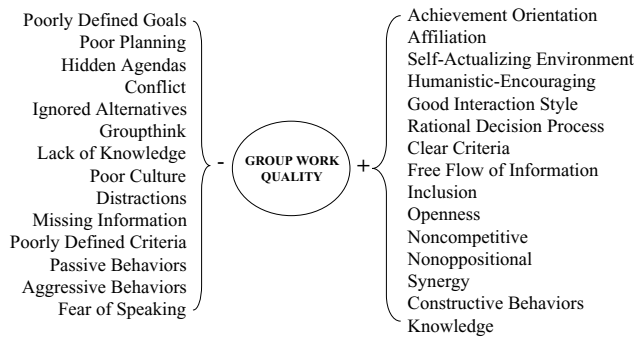 Poorly Defined Goals
Poor Planning
Hidden Agendas
Conflict
Ignored Alternatives
Groupthink
Lack of Knowledge
Poor Culture
Distractions
Missing Information
Poorly Defined Criteria
Passive Behaviors
Aggressive Behaviors
Fear of Speaking
-
GROUP WORK
QUALITY
+
Achievement Orientation
Affiliation
Self-Actualizing Environment
Humanistic-Encouraging
Good Interaction Style
Rational Decision Process
Clear Criteria
Free Flow of Information
Inclusion
Openness
Noncompetitive
Nonoppositional
Synergy
Constructive Behaviors
Knowledge